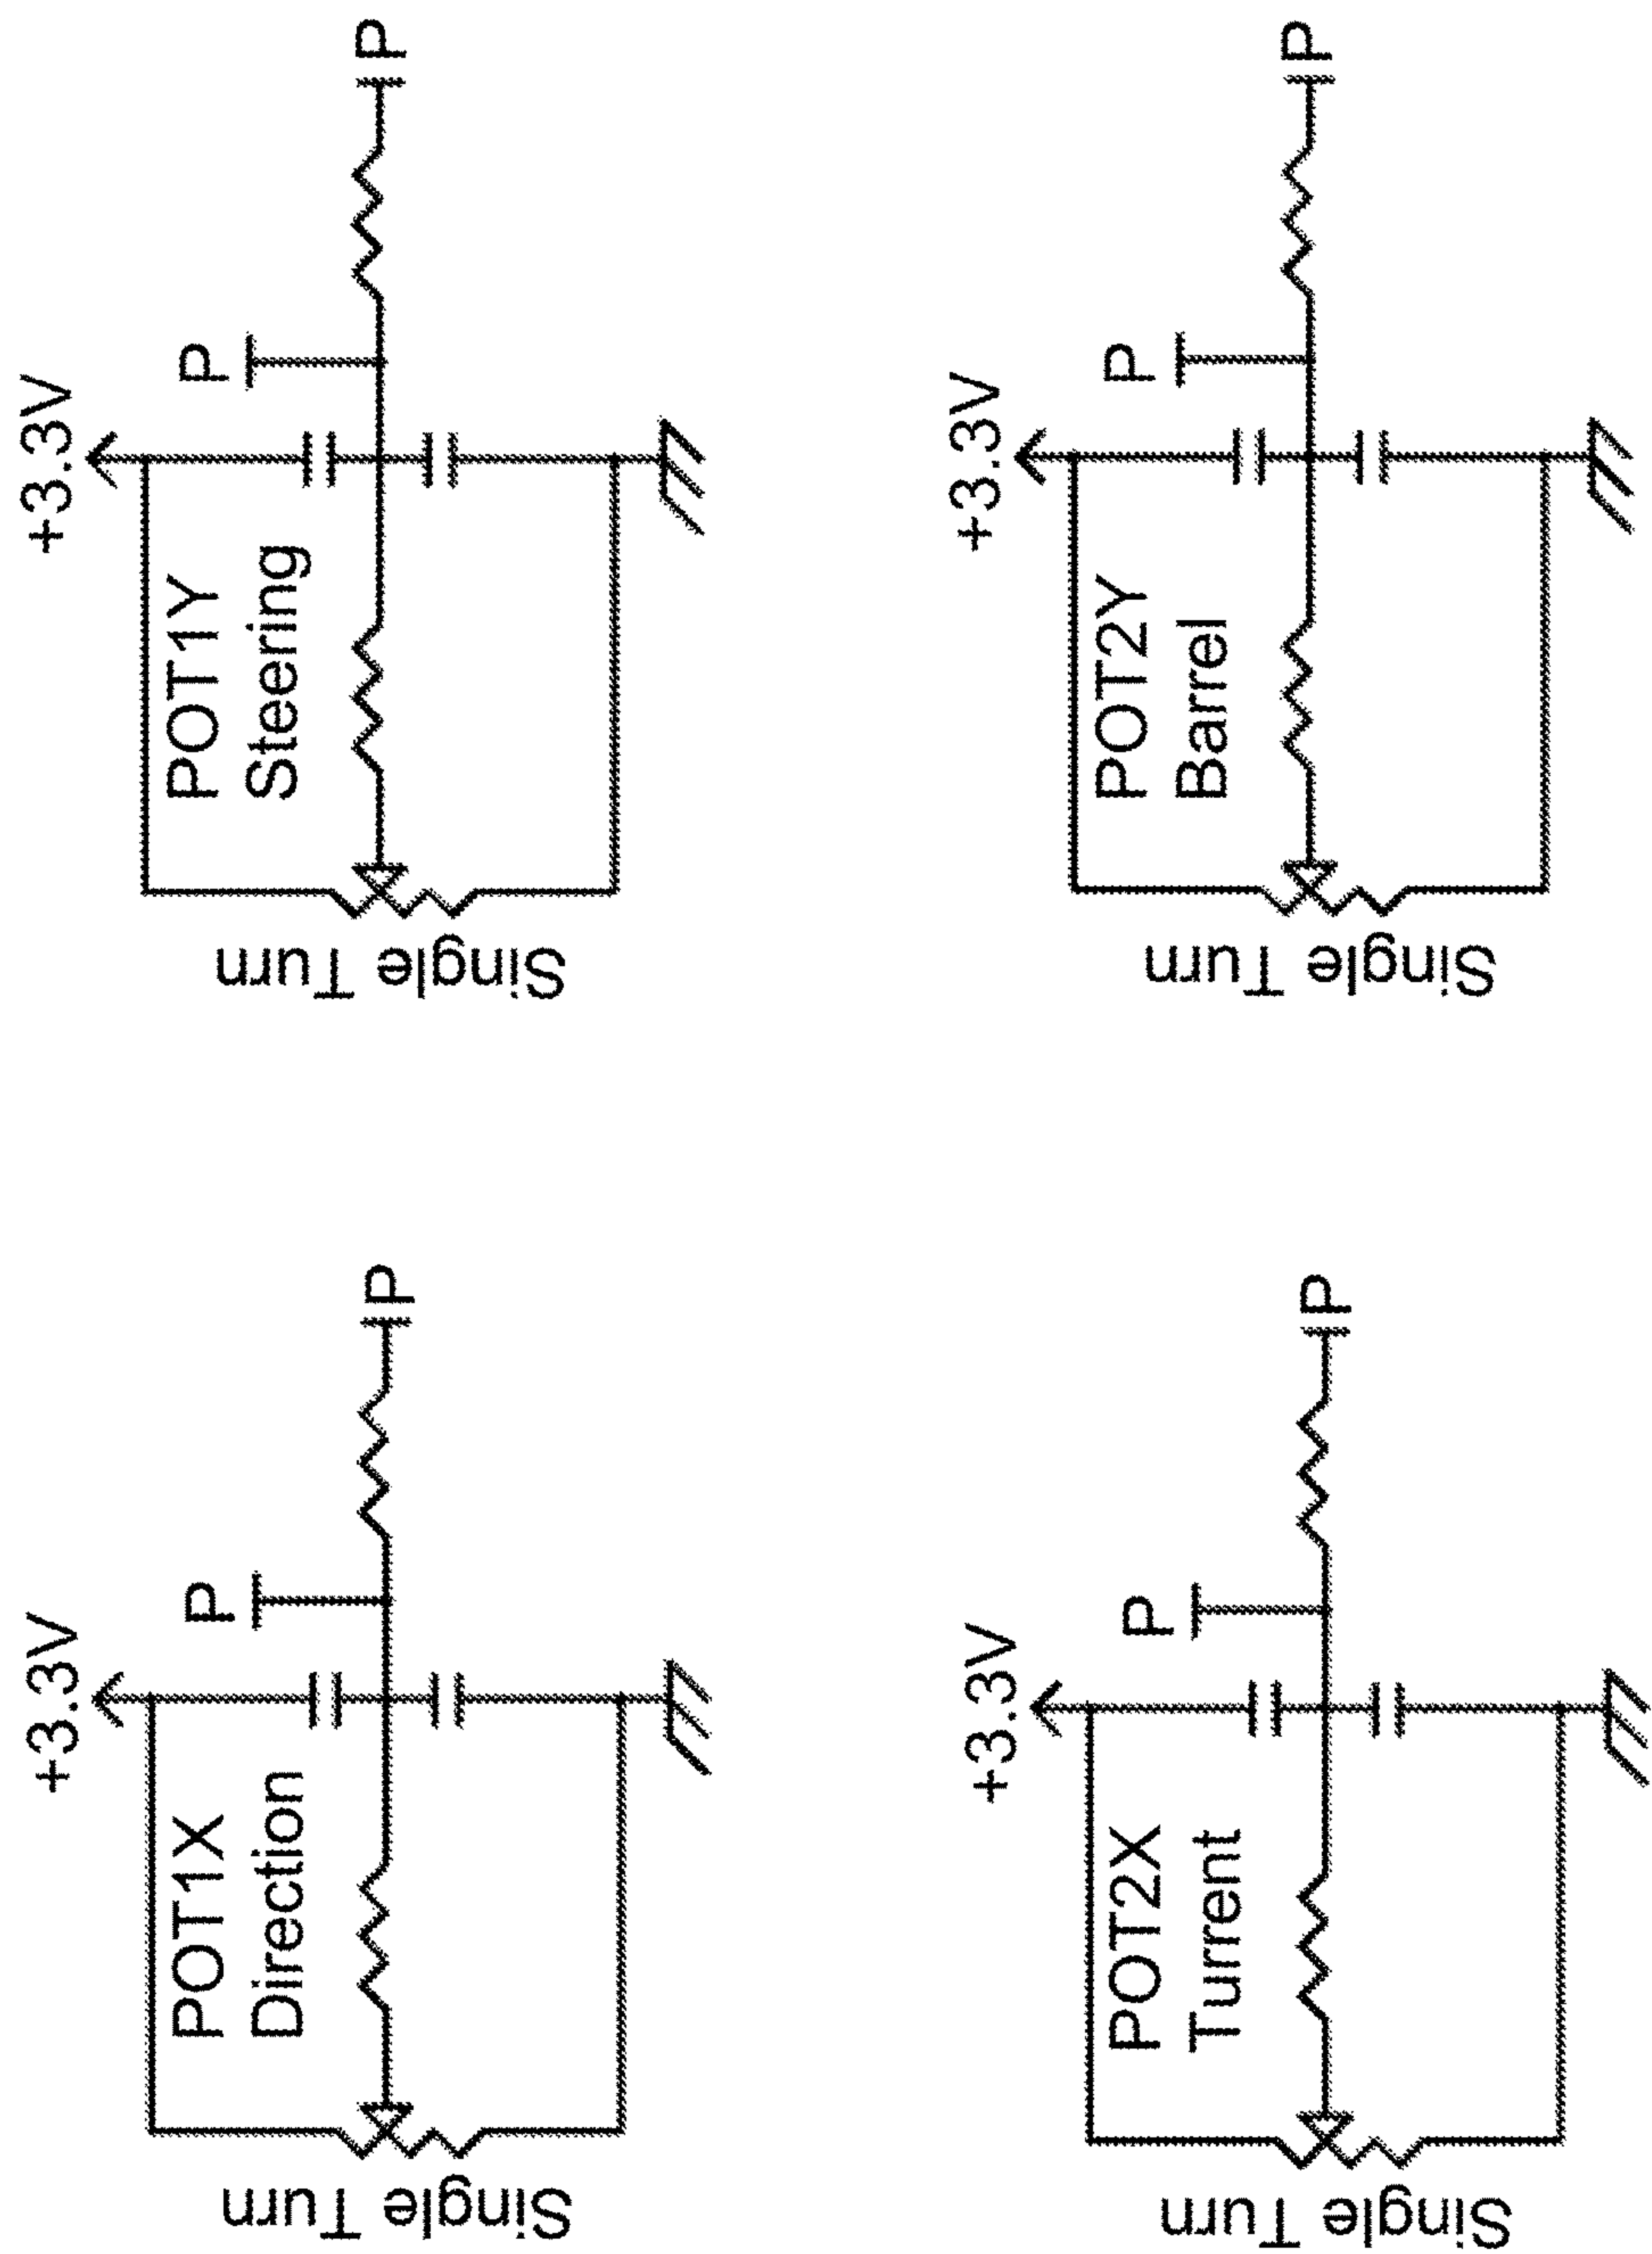 +3.3V
P
POT1Y
Steering
P
Single Turn
+3.3V
P
POT2Y
Barrel
P
Single Turn
+3.3V
P
POT1X
Direction
P
Single Turn
+3.3V
P
POT2X
Turrent
P
Single Turn